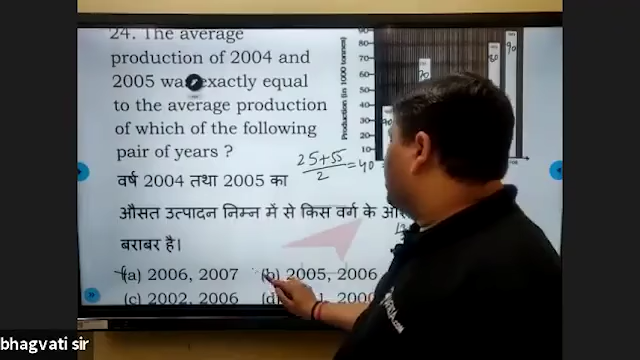 24. The average
production of 2004 and
2005 was exactly equal
to the average production
of which of the following
pair of years ?
वर्ष 2004 तथा 2005 का
औसत उत्पादन निम्न में से किस वर्ग के
बराबर है।
(a) 2006, 2007 (b) 2005, 2006
(c) 2002, 2006 (d)
25+55
2
=40
Production (in 1000 tonnes)
90
80
70
60
50
40
30
20
10
70
80
90
bhagvati sir